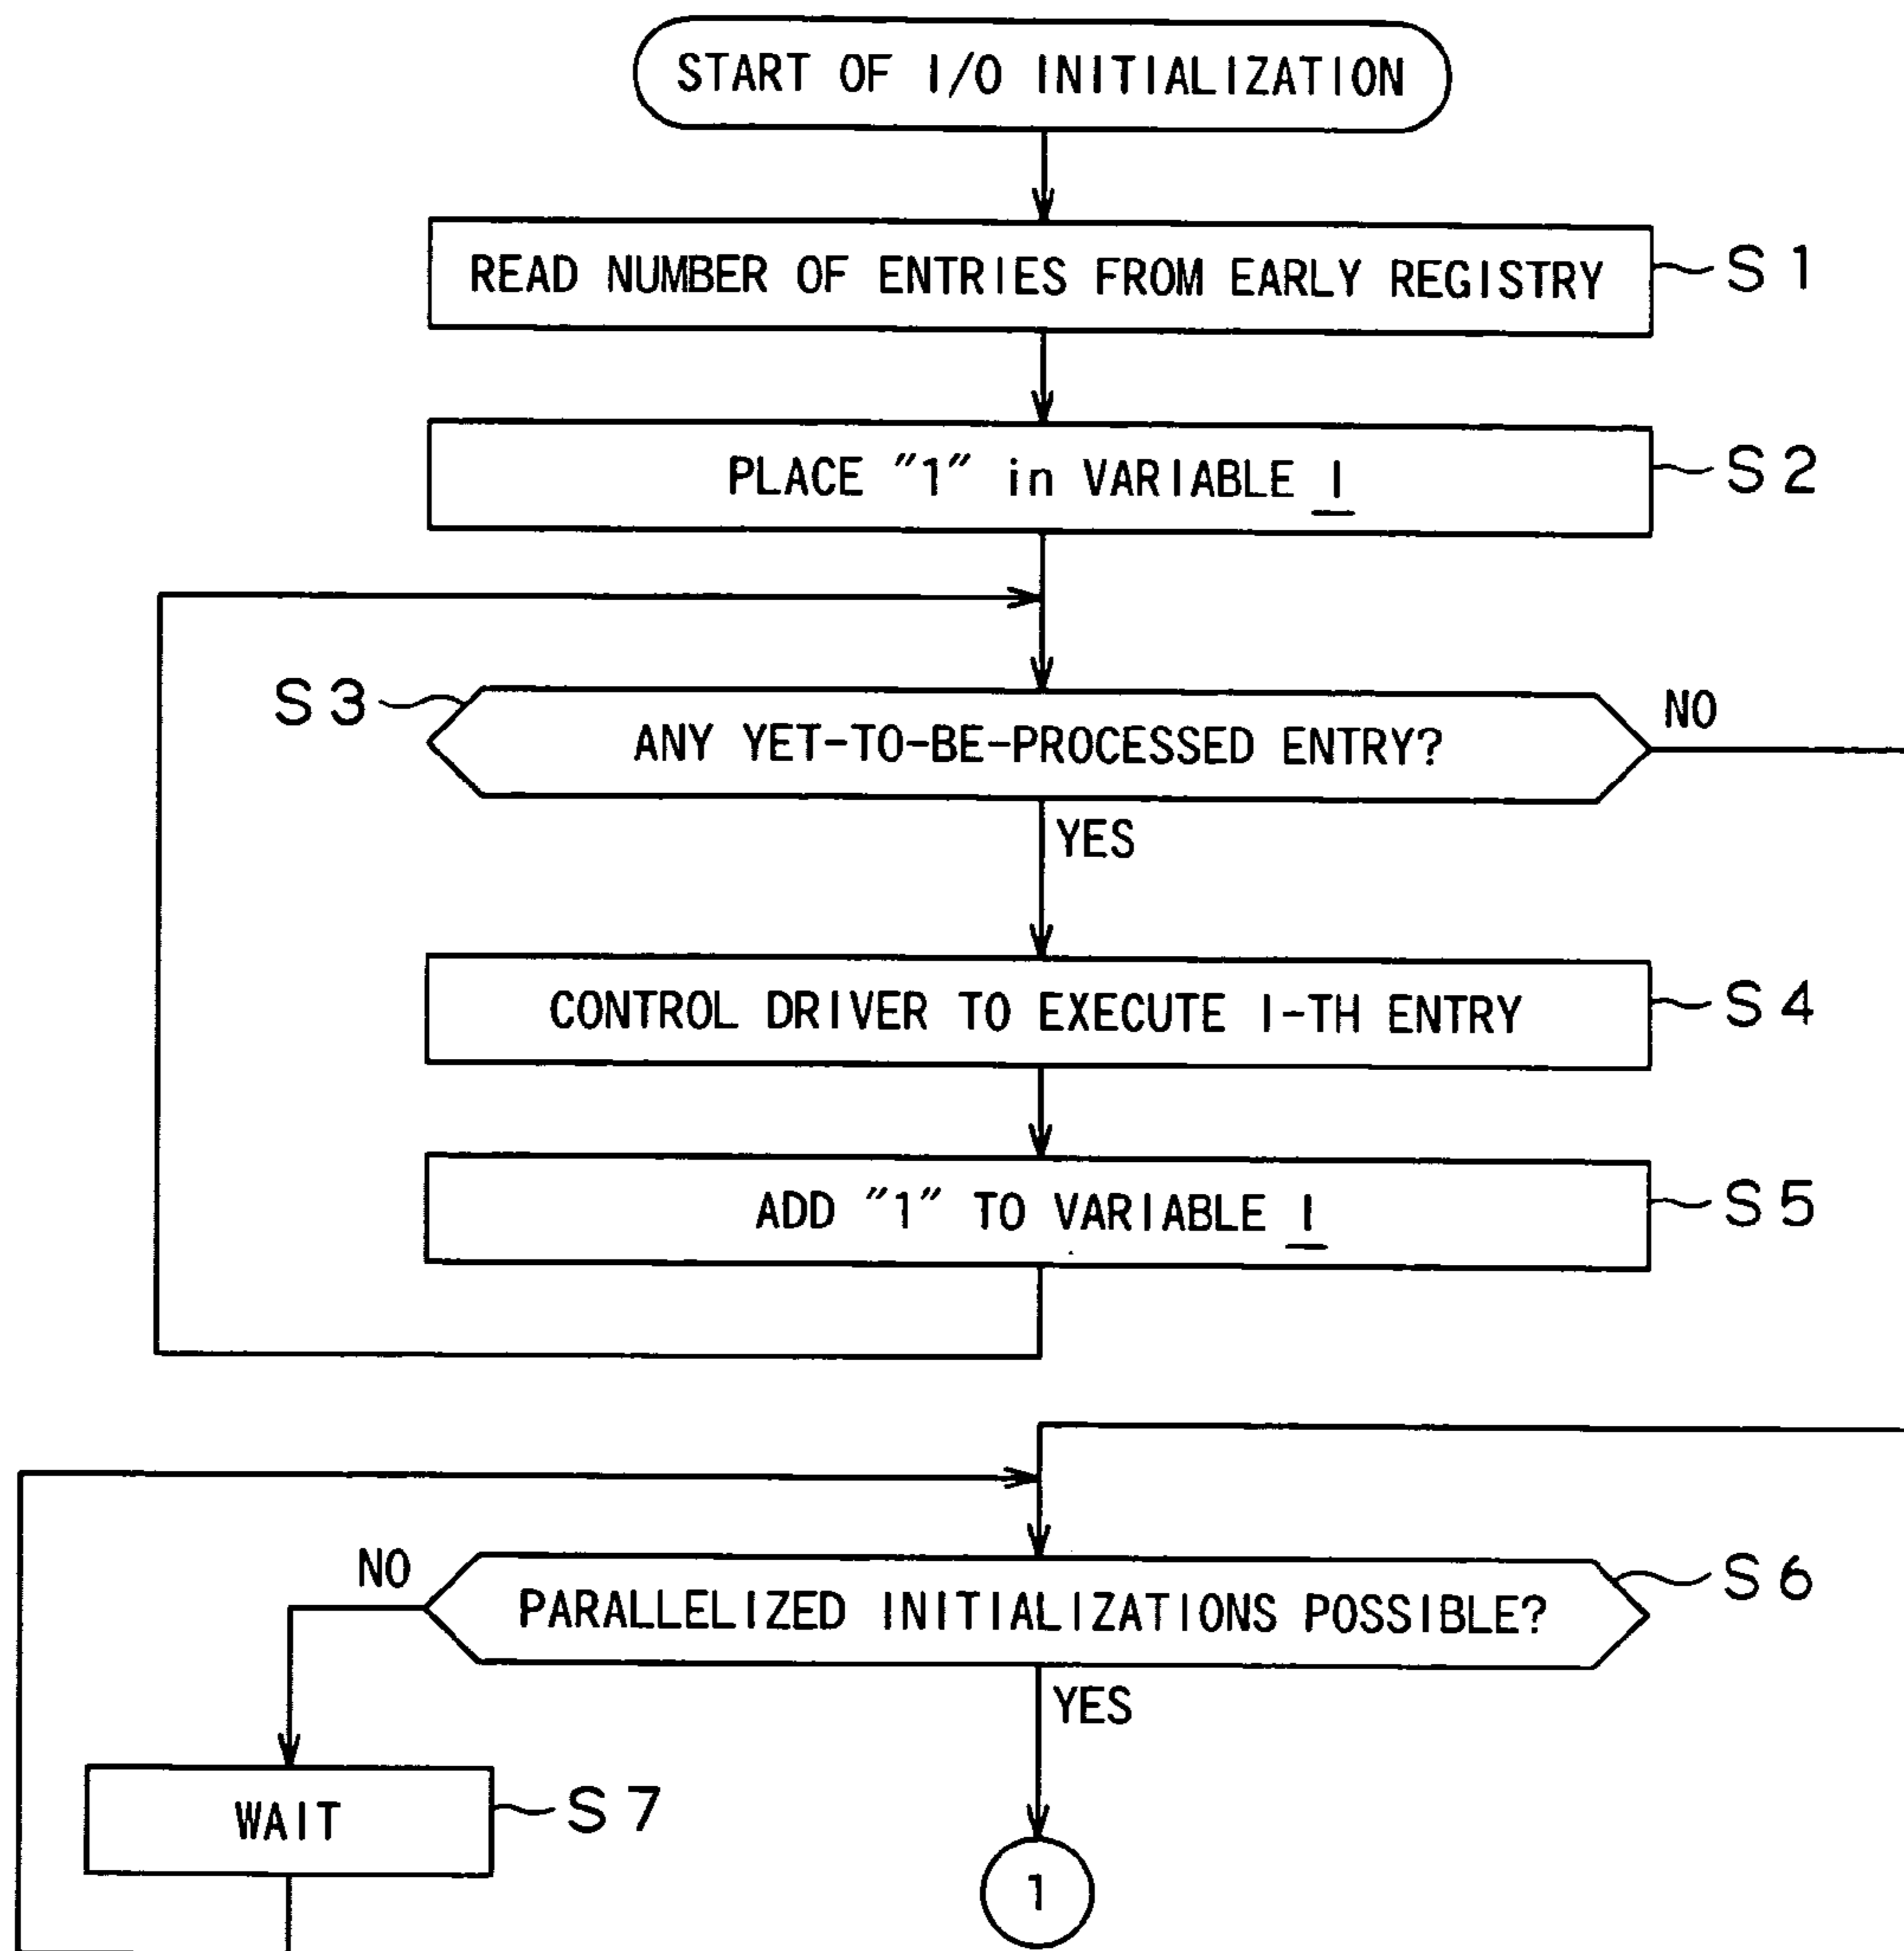 START OF I/O INITIALIZATION
READ NUMBER OF ENTRIES FROM EARLY REGISTRY
S1
PLACE "1" in VARIABLE I
S2
S3
ANY YET-TO-BE-PROCESSED ENTRY?
NO
YES
CONTROL DRIVER TO EXECUTE I-TH ENTRY
S4
ADD "1" TO VARIABLE I
S5
NO
PARALLELIZED INITIALIZATIONS POSSIBLE?
S6
YES
WAIT
S7
1